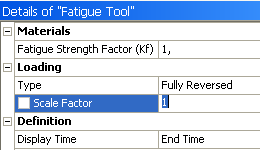 Details of "Fatigue Tool"
Materials
Fatigue Strength Factor (Kf) 1,
Loading
Type Fully Reversed
Scale Factor 1
Definition
Display Time End Time